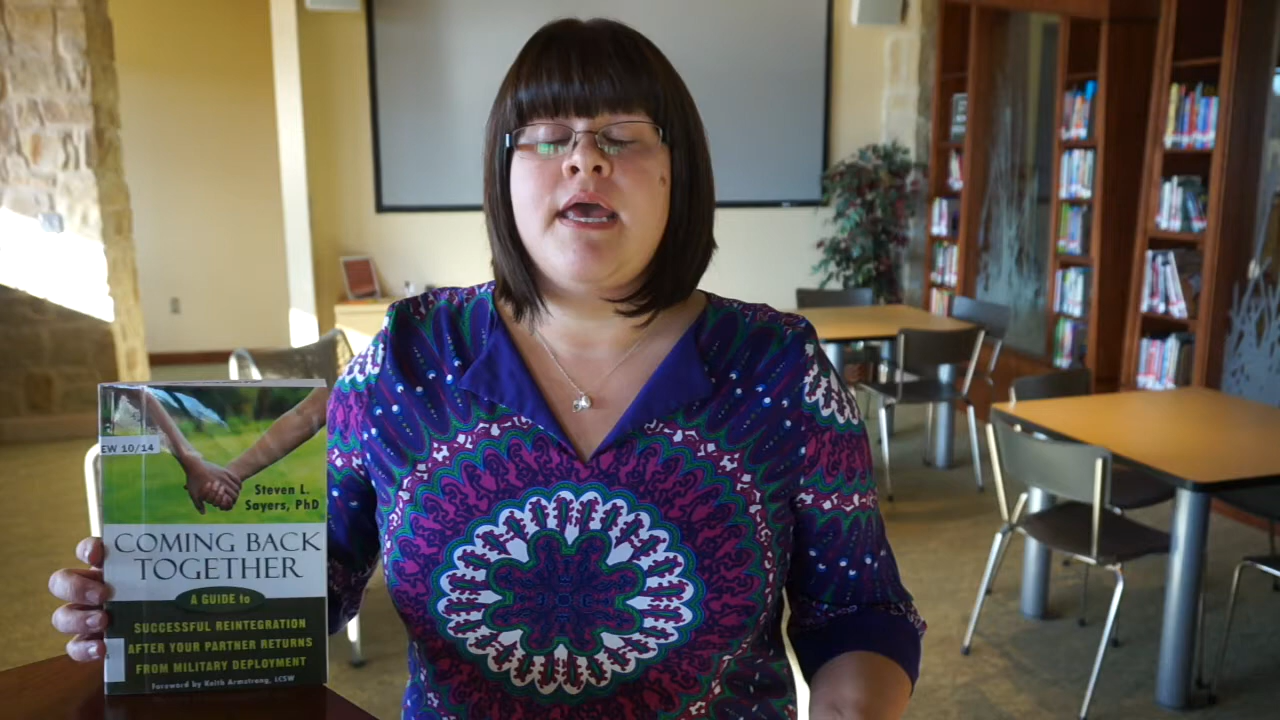 EW 10/14
Steven L.
Sayers, PhD
COMING BACK
TOGETHER
A GUIDE to
SUCCESSFUL REINTEGRATION
AFTER YOUR PARTNER RETURNS
FROM MILITARY DEPLOYMENT
Foreword by Keith Armstrong, LCSW